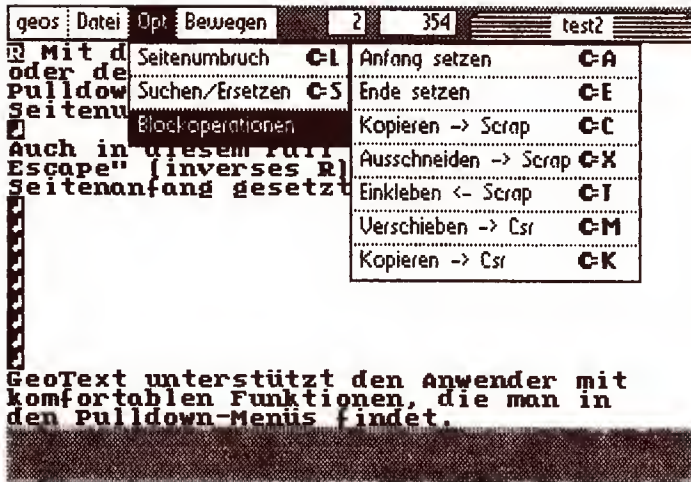 geos Datei Opt Bewegen 2 354 test2
R Mit d
oder de
Pulldow
Seitenu
Auch in diesem Pull
Escape" [inverses R]
Seitenanfang gesetzt
Seitenumbruch C=L
Suchen/Ersetzen C=S
Blockoperationen
Anfang setzen C=A
Ende setzen C=E
Kopieren -> Scrap C=C
Ausschneiden -> Scrap C=X
Einkleben <- Scrap C=T
Verschieben -> Csr C=M
Kopieren -> Csr C=K
GeoText unterstützt den Anwender mit
komfortablen Funktionen, die man in
den Pulldown-Menüs findet.